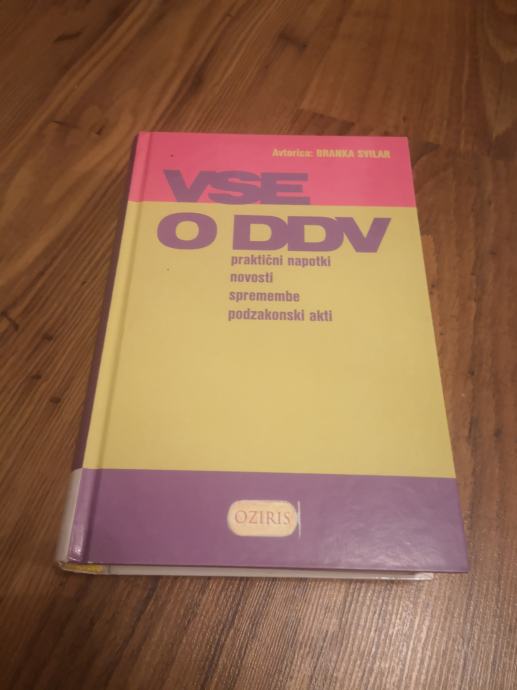 Avtorica: BRANKA SVILAR
VSE
O DDV
praktični napotki
novosti
spremembe
podzakonski akti
OZIRIS